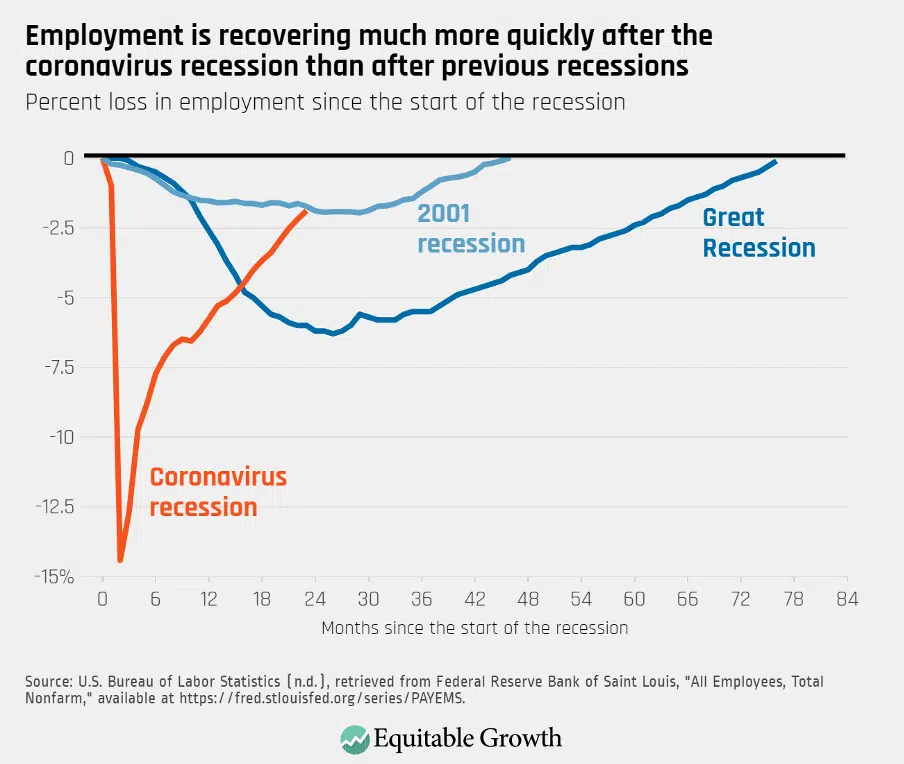 Employment is recovering much more quickly after the
coronavirus recession than after previous recessions
Percent loss in employment since the start of the recession
0
-2.5
-5
-7.5
-10
-12.5
-15%
2001
recession
Great
Recession
Coronavirus
recession
0 6 12 18 24 30 36 42 48 54 60 66 72 78 84
Months since the start of the recession
Source: U.S. Bureau of Labor Statistics (n.d.), retrieved from Federal Reserve Bank of Saint Louis, "All Employees, Total
Nonfarm," available at https://fred.stlouisfed.org/series/PAYEMS.
Equitable Growth